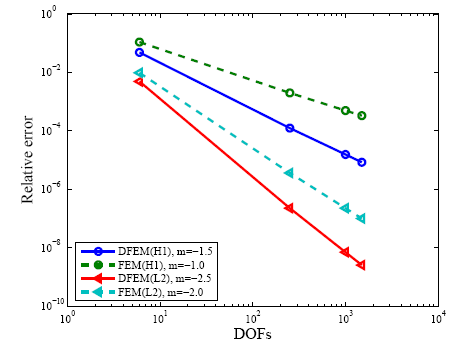 10^0
10^−2
10^−4
10^−6
10^−8
10^−10
Relative error
DFEM(H1), m=−1.5
FEM(H1), m=−1.0
DFEM(L2), m=−2.5
FEM(L2), m=−2.0
10^0 10^1 10^2 10^3 10^4
DOFs